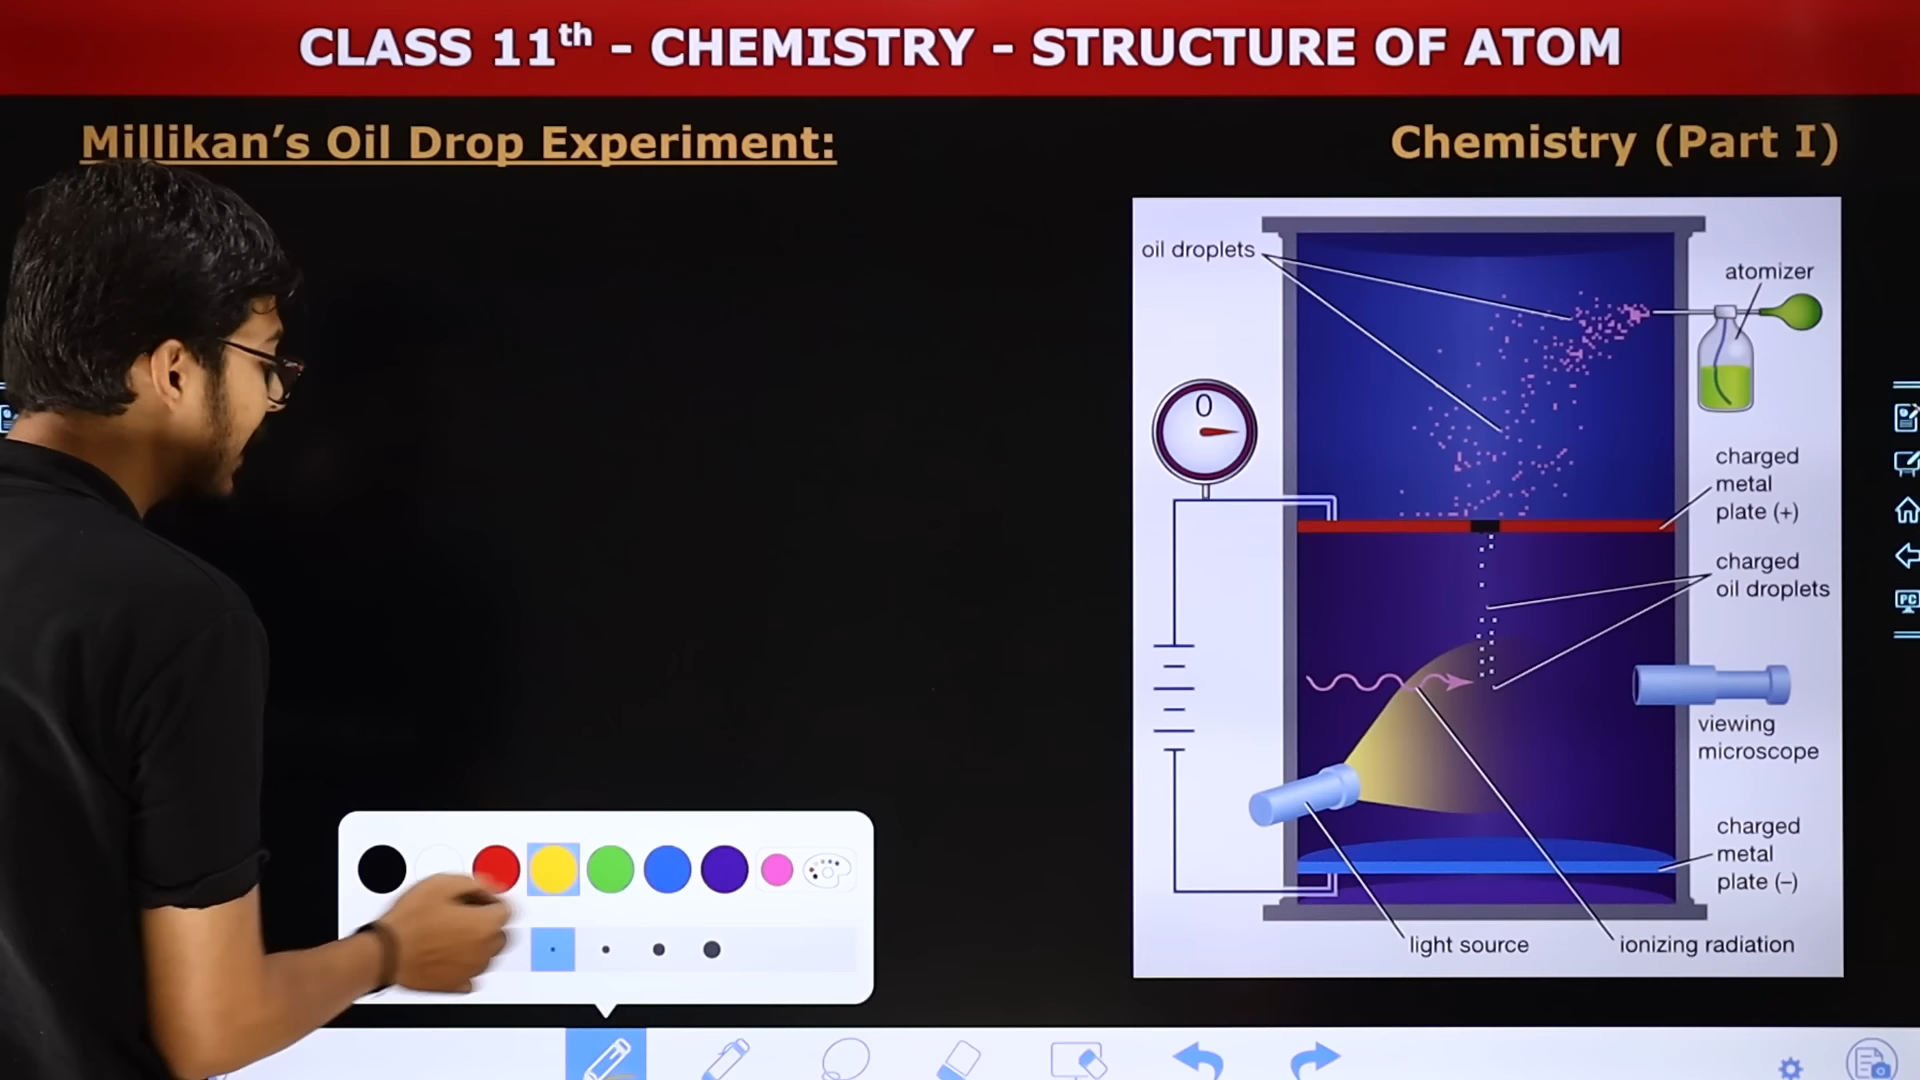 CLASS 11th - CHEMISTRY - STRUCTURE OF ATOM
Millikan's Oil Drop Experiment:
Chemistry (Part I)
oil droplets
atomizer
0
charged
metal
plate (+)
charged
oil droplets
viewing
microscope
charged
metal
plate (–)
light source
ionizing radiation
PC